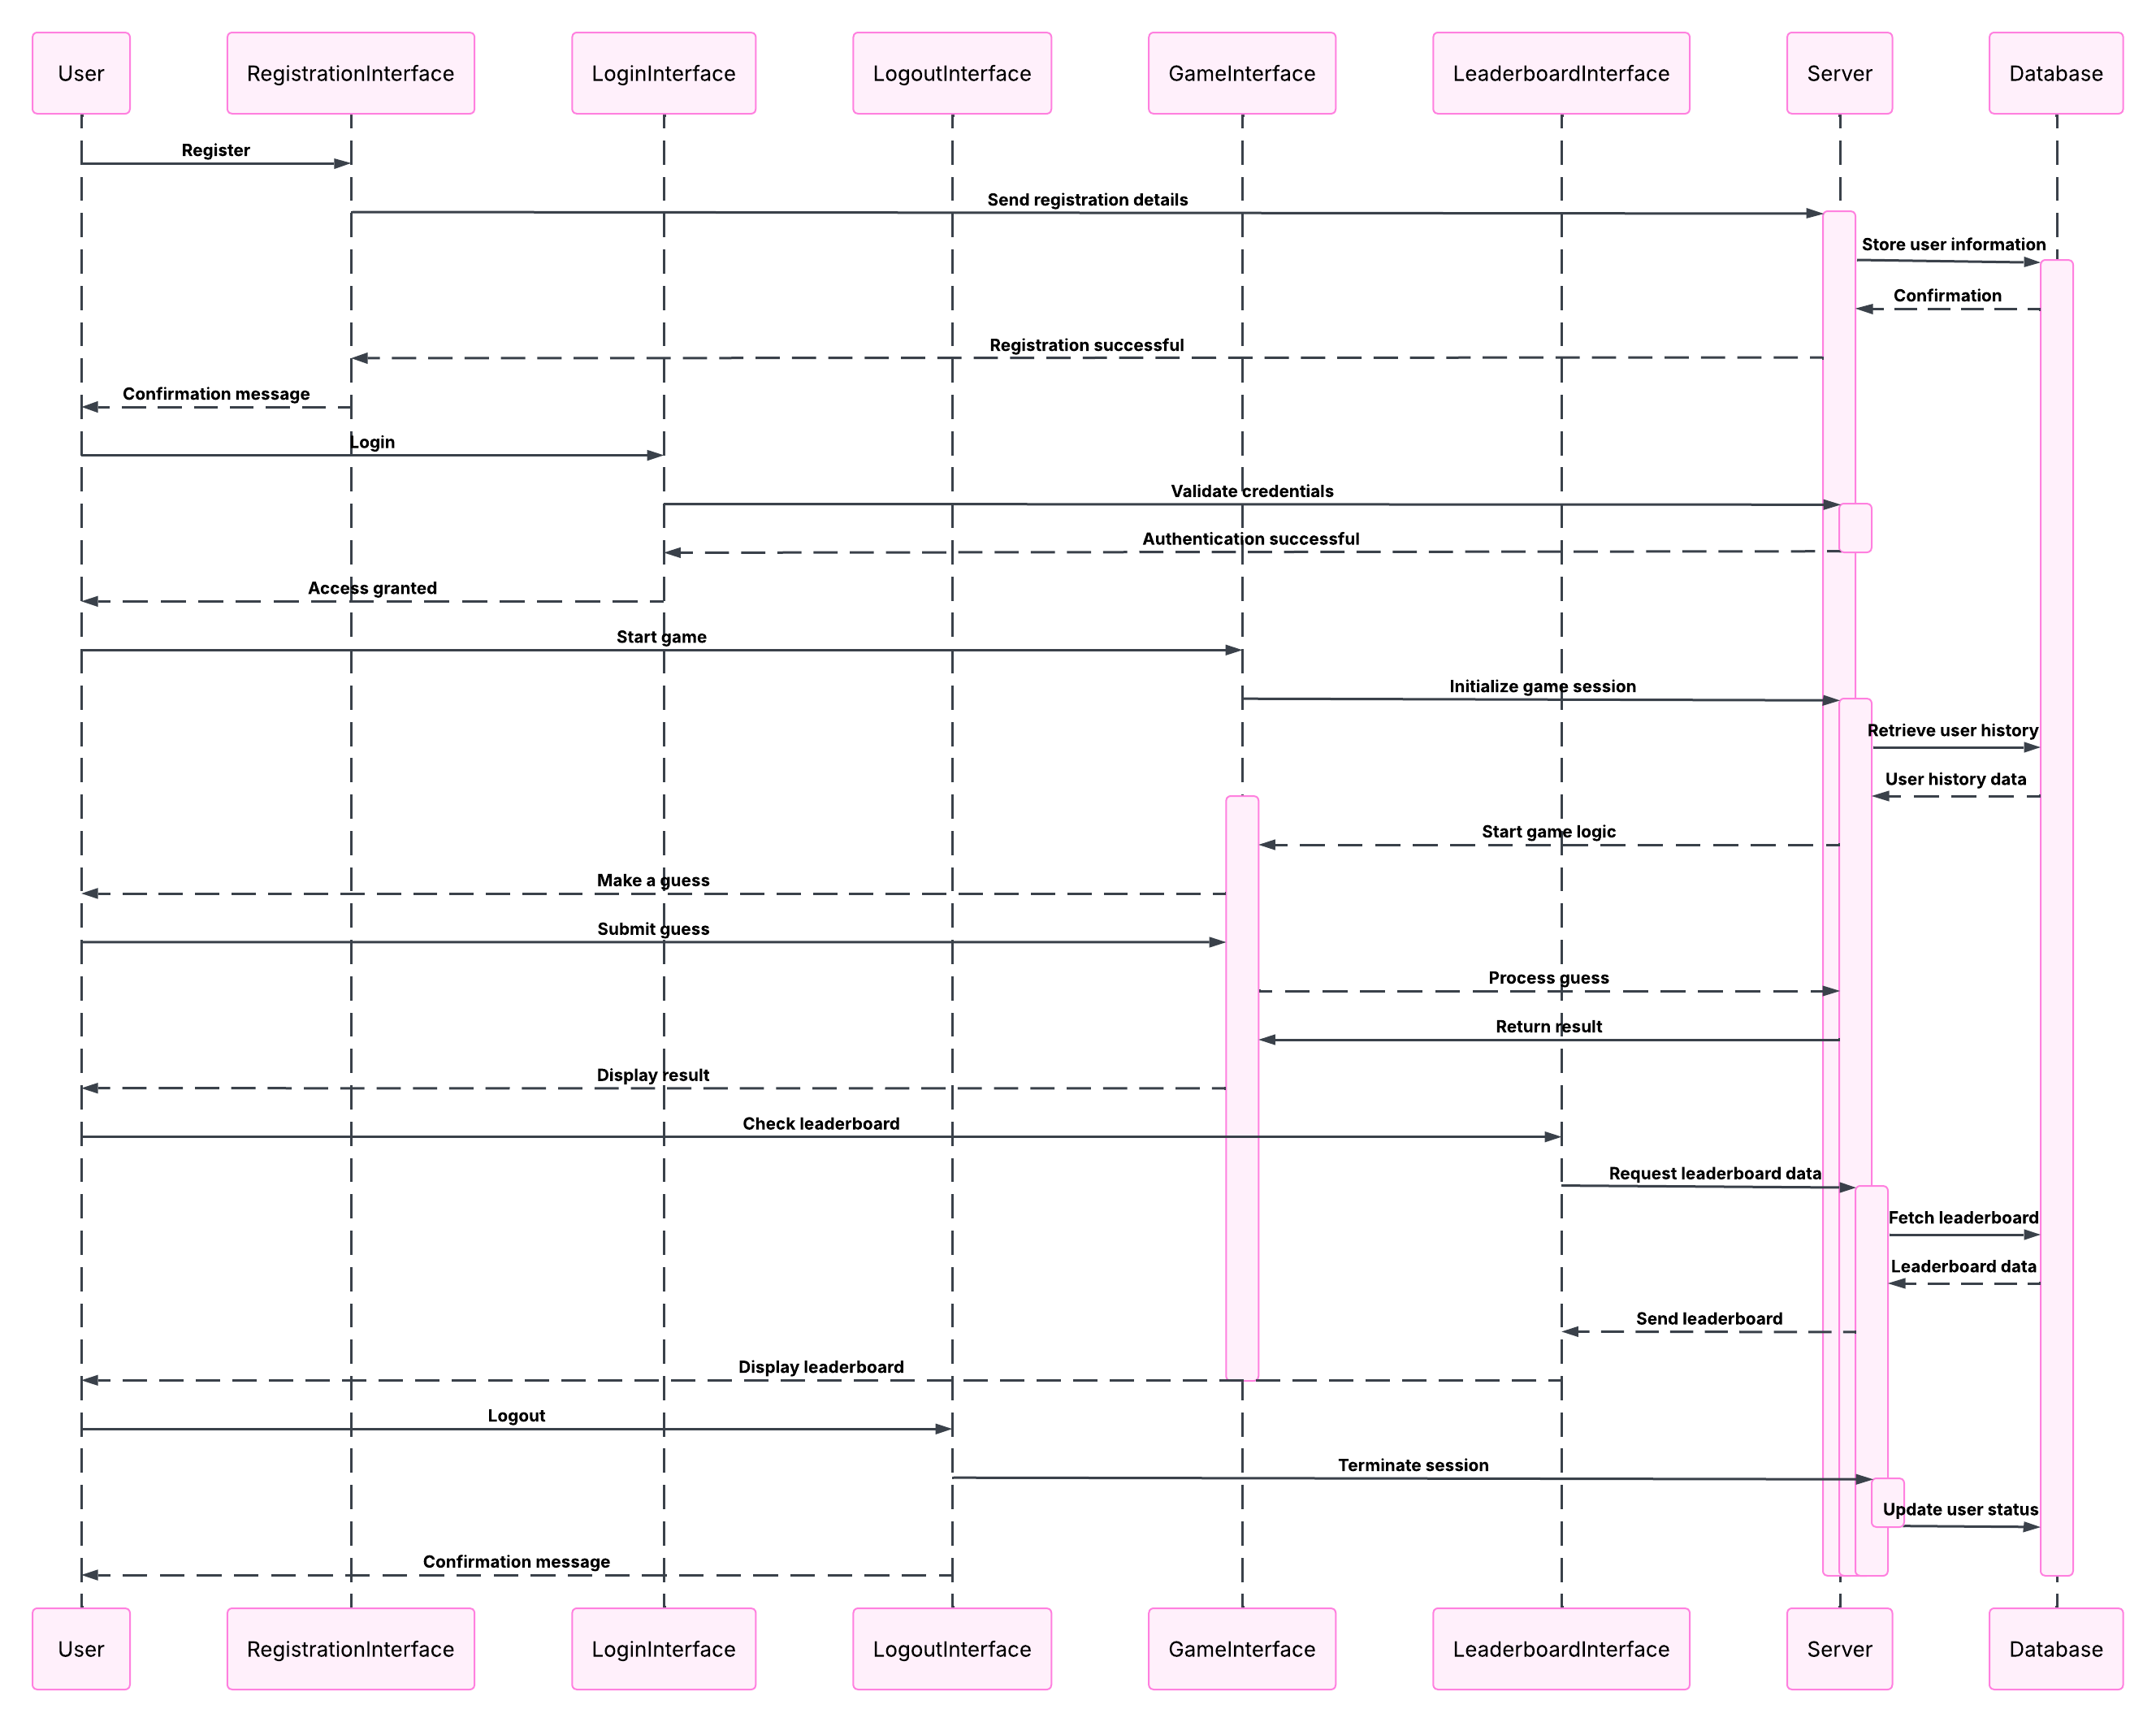 User
RegistrationInterface
LoginInterface
LogoutInterface
GameInterface
LeaderboardInterface
Server
Database
Register
Send registration details
Store user information
Confirmation
Registration successful
Confirmation message
Login
Validate credentials
Authentication successful
Access granted
Start game
Initialize game session
Retrieve user history
User history data
Start game logic
Make a guess
Submit guess
Process guess
Return result
Display result
Check leaderboard
Request leaderboard data
Fetch leaderboard
Leaderboard data
Send leaderboard
Display leaderboard
Logout
Terminate session
Update user status
Confirmation message
User
RegistrationInterface
LoginInterface
LogoutInterface
GameInterface
LeaderboardInterface
Server
Database